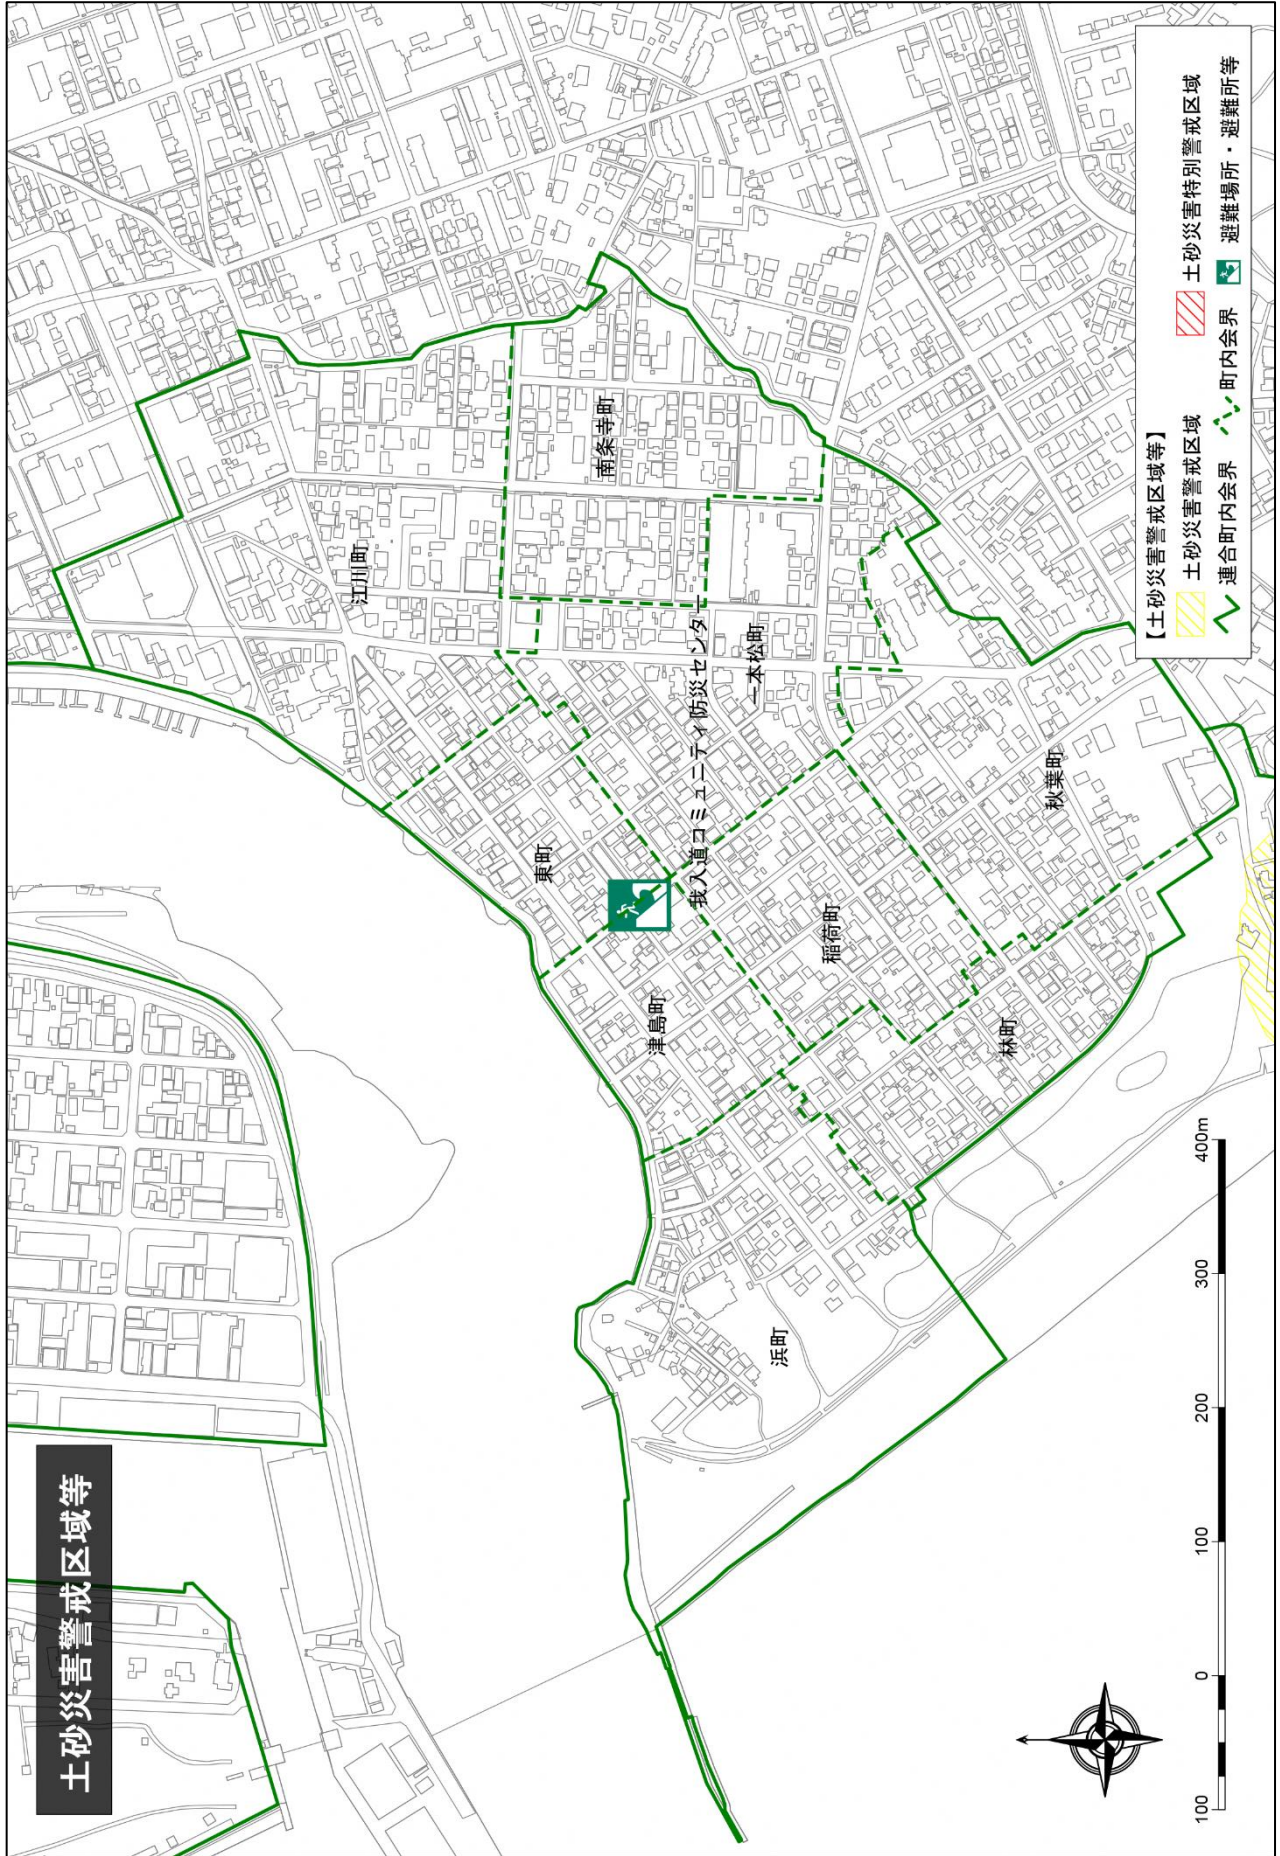 土砂災害警戒区域等
江川町
南条寺町
東町
我入道コミュニティ防災センター
一本松町
津島町
稲荷町
秋葉町
林町
浜町
【土砂災害警戒区域等】
土砂災害警戒区域
土砂災害特別警戒区域
連合町内会界
町内会界
避難場所・避難所等
100 0 100 200 300 400m